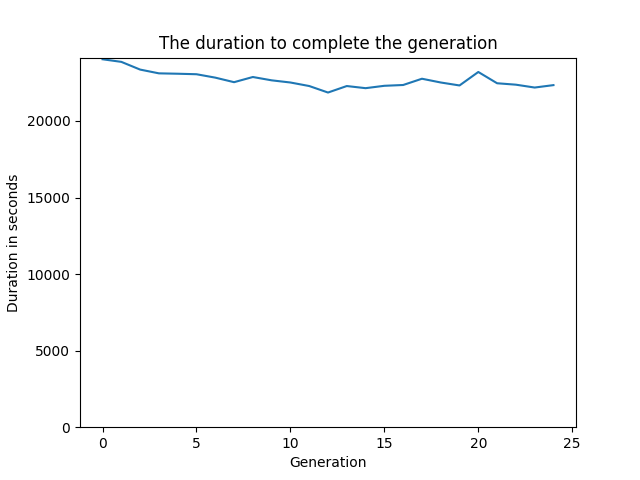 The duration to complete the generation
20000
15000
10000
5000
0
Duration in seconds
0 5 10 15 20 25
Generation